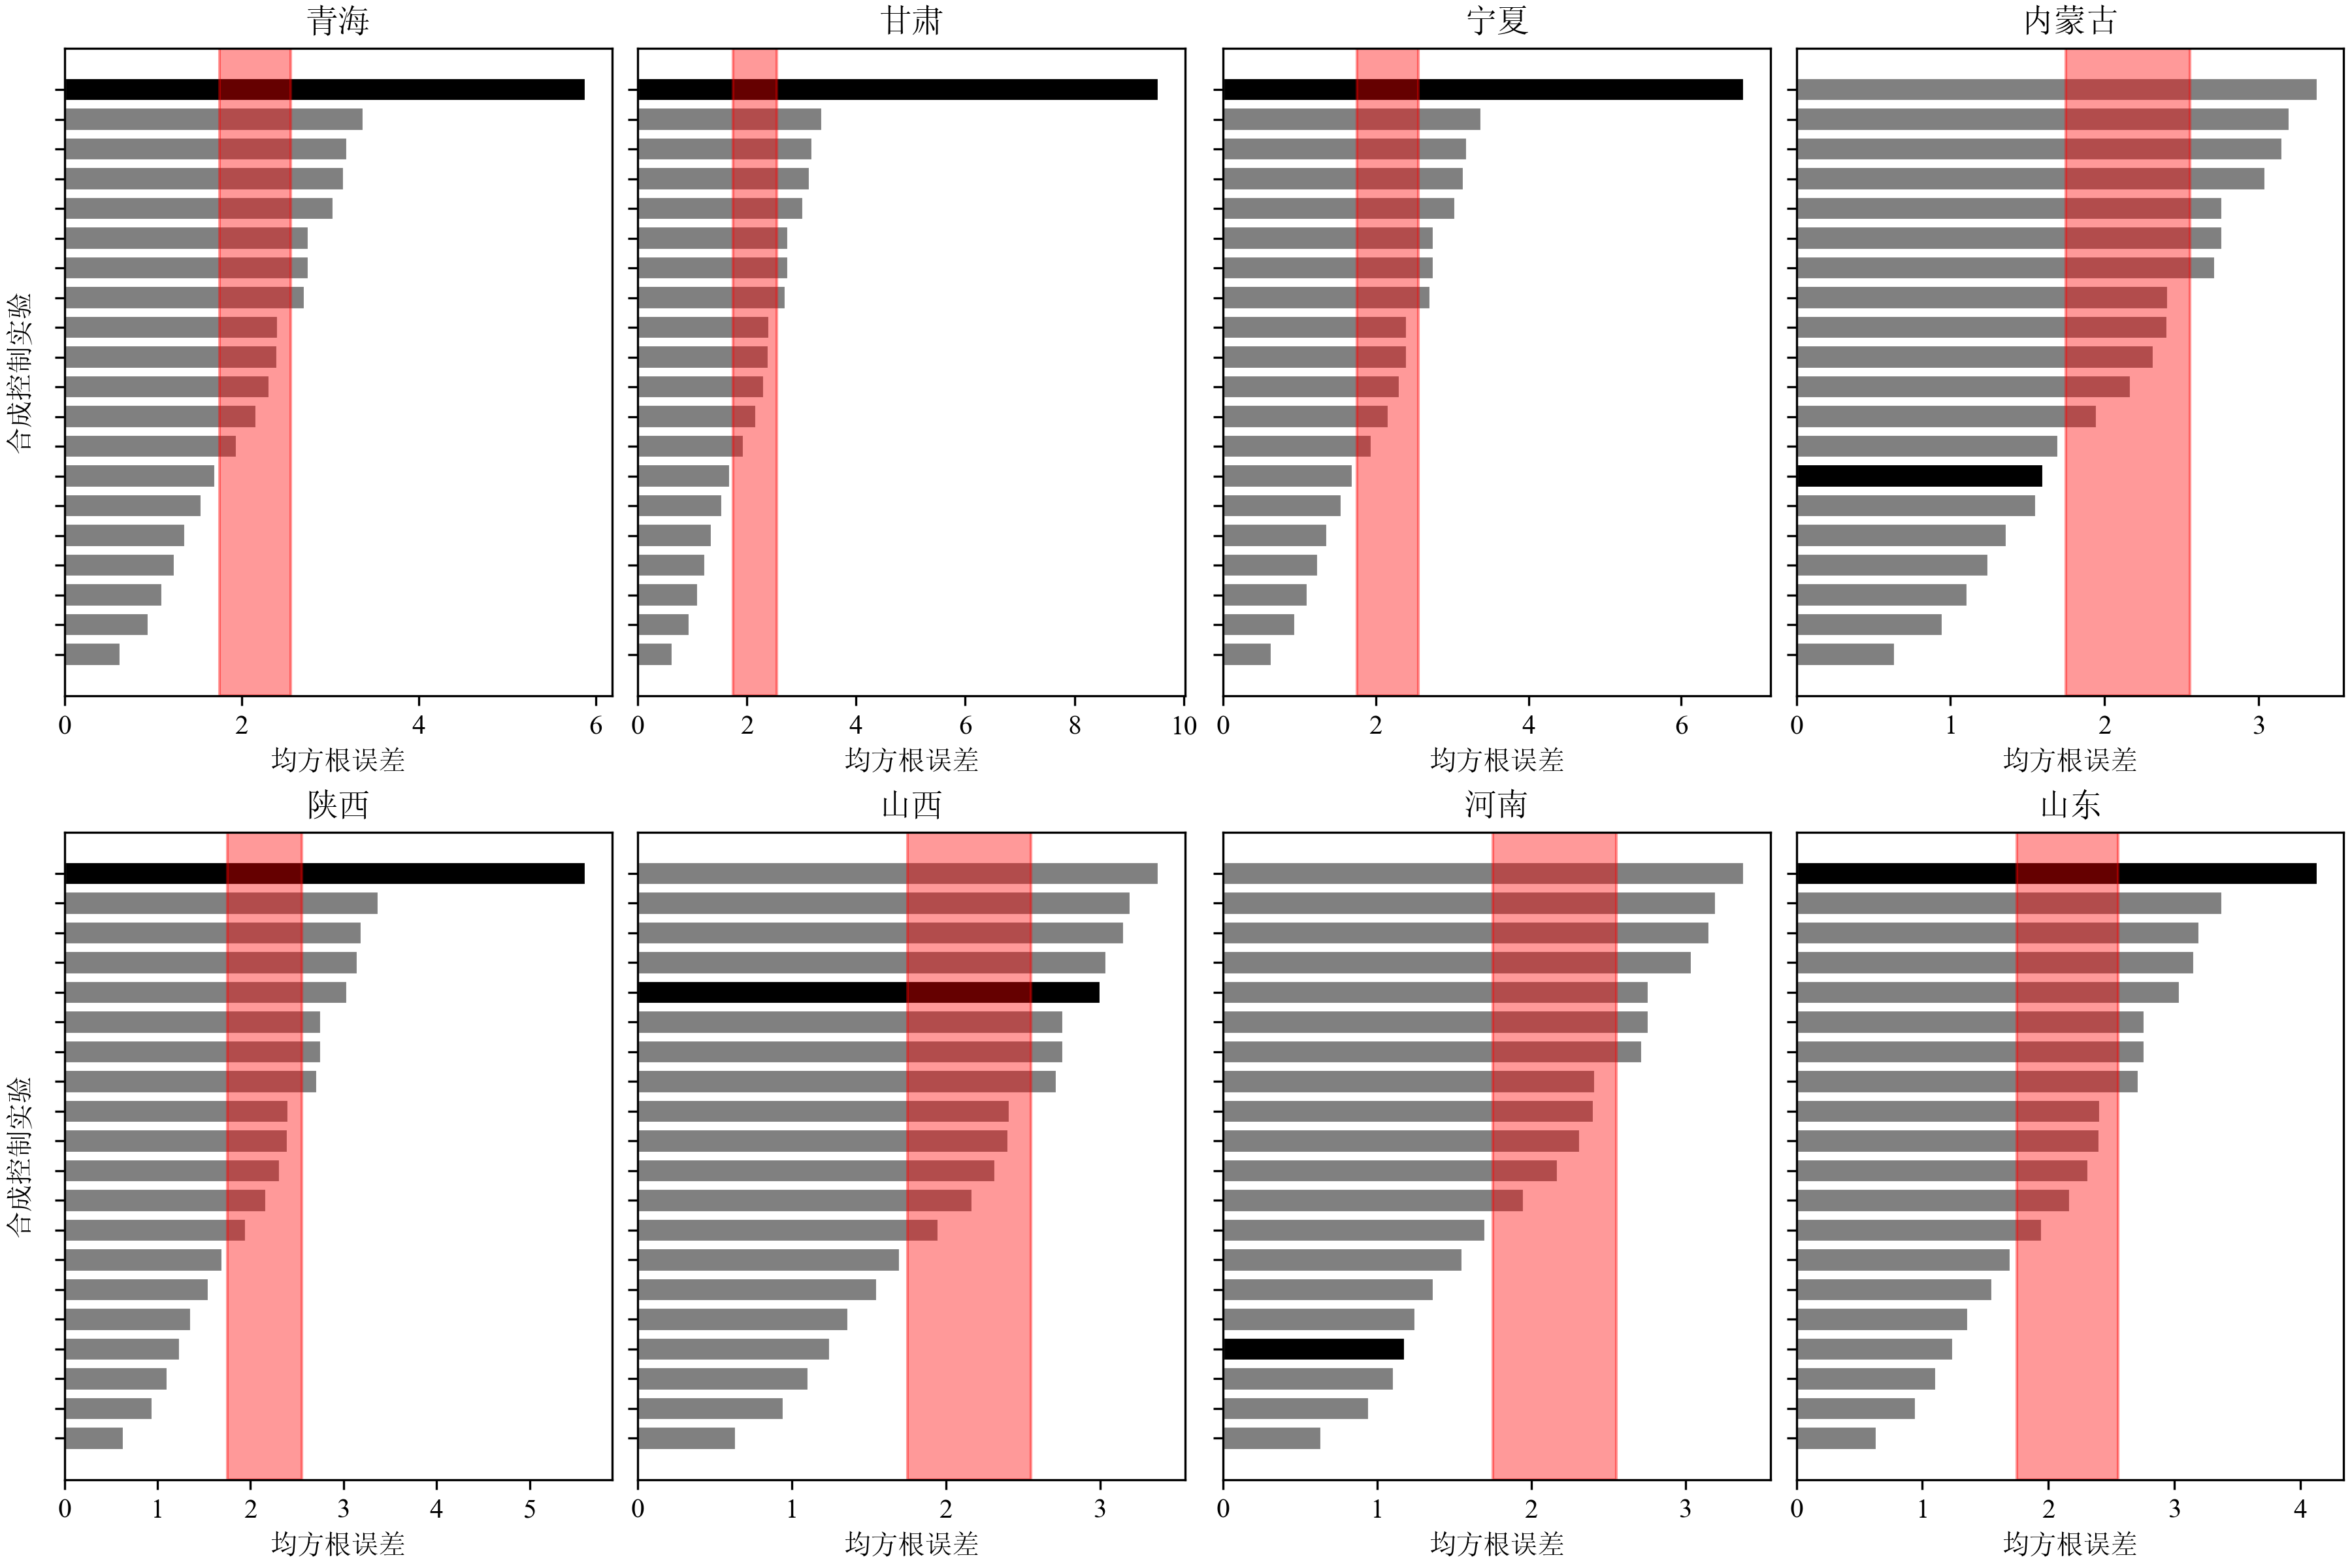 青海
甘肃
宁夏
内蒙古
合成控制实验
0 2 4 6
0 2 4 6 8 10
0 2 4 6
0 1 2 3
均方根误差
均方根误差
均方根误差
均方根误差
陕西
山西
河南
山东
合成控制实验
0 1 2 3 4 5
0 1 2 3
0 1 2 3
0 1 2 3 4
均方根误差
均方根误差
均方根误差
均方根误差